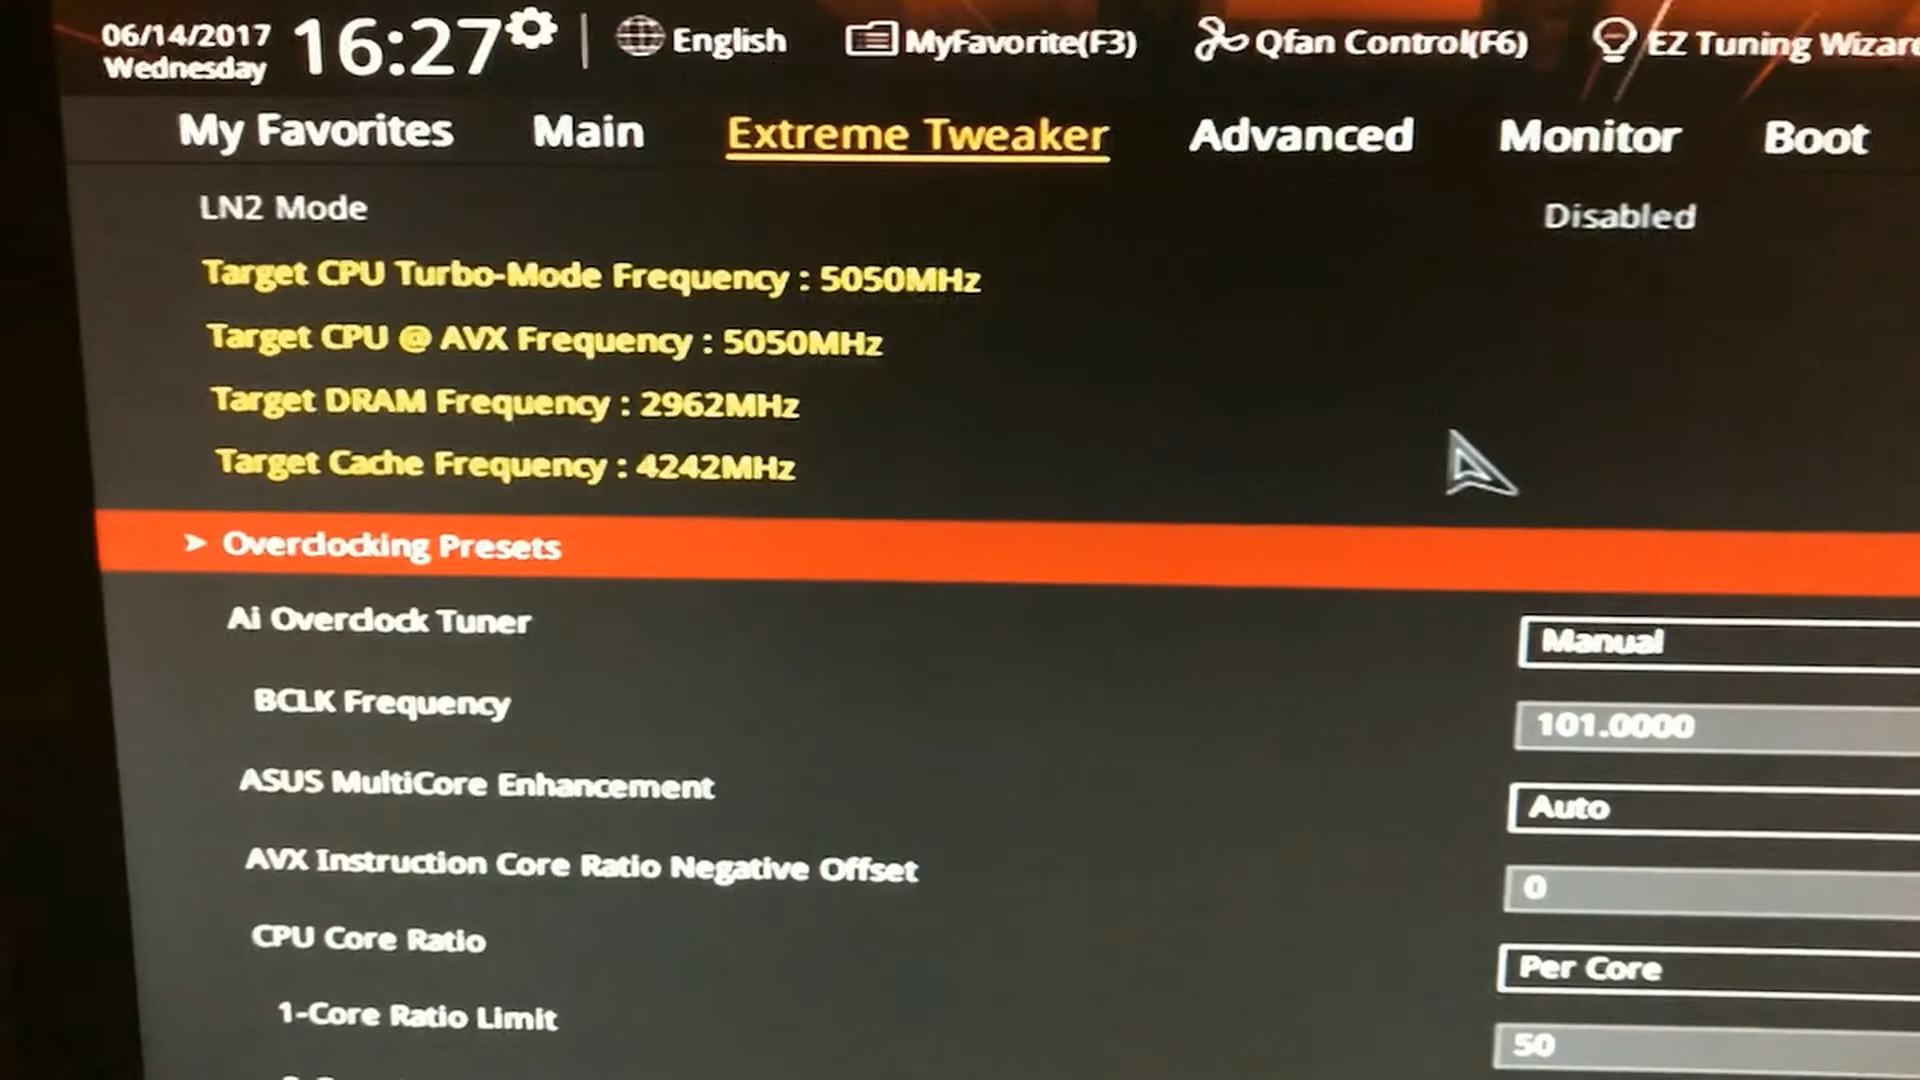 06/14/2017
Wednesday
16:27
English
MyFavorite(F3)
Qfan Control(F6)
EZ Tuning Wizard
My Favorites
Main
Extreme Tweaker
Advanced
Monitor
Boot
LN2 Mode
Disabled
Target CPU Turbo-Mode Frequency : 5050MHz
Target CPU @ AVX Frequency : 5050MHz
Target DRAM Frequency : 2962MHz
Target Cache Frequency : 4242MHz
Overclocking Presets
Ai Overclock Tuner
Manual
BCLK Frequency
101.0000
ASUS MultiCore Enhancement
Auto
AVX Instruction Core Ratio Negative Offset
0
CPU Core Ratio
Per Core
1-Core Ratio Limit
50